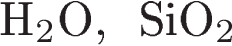 H₂O, SiO₂